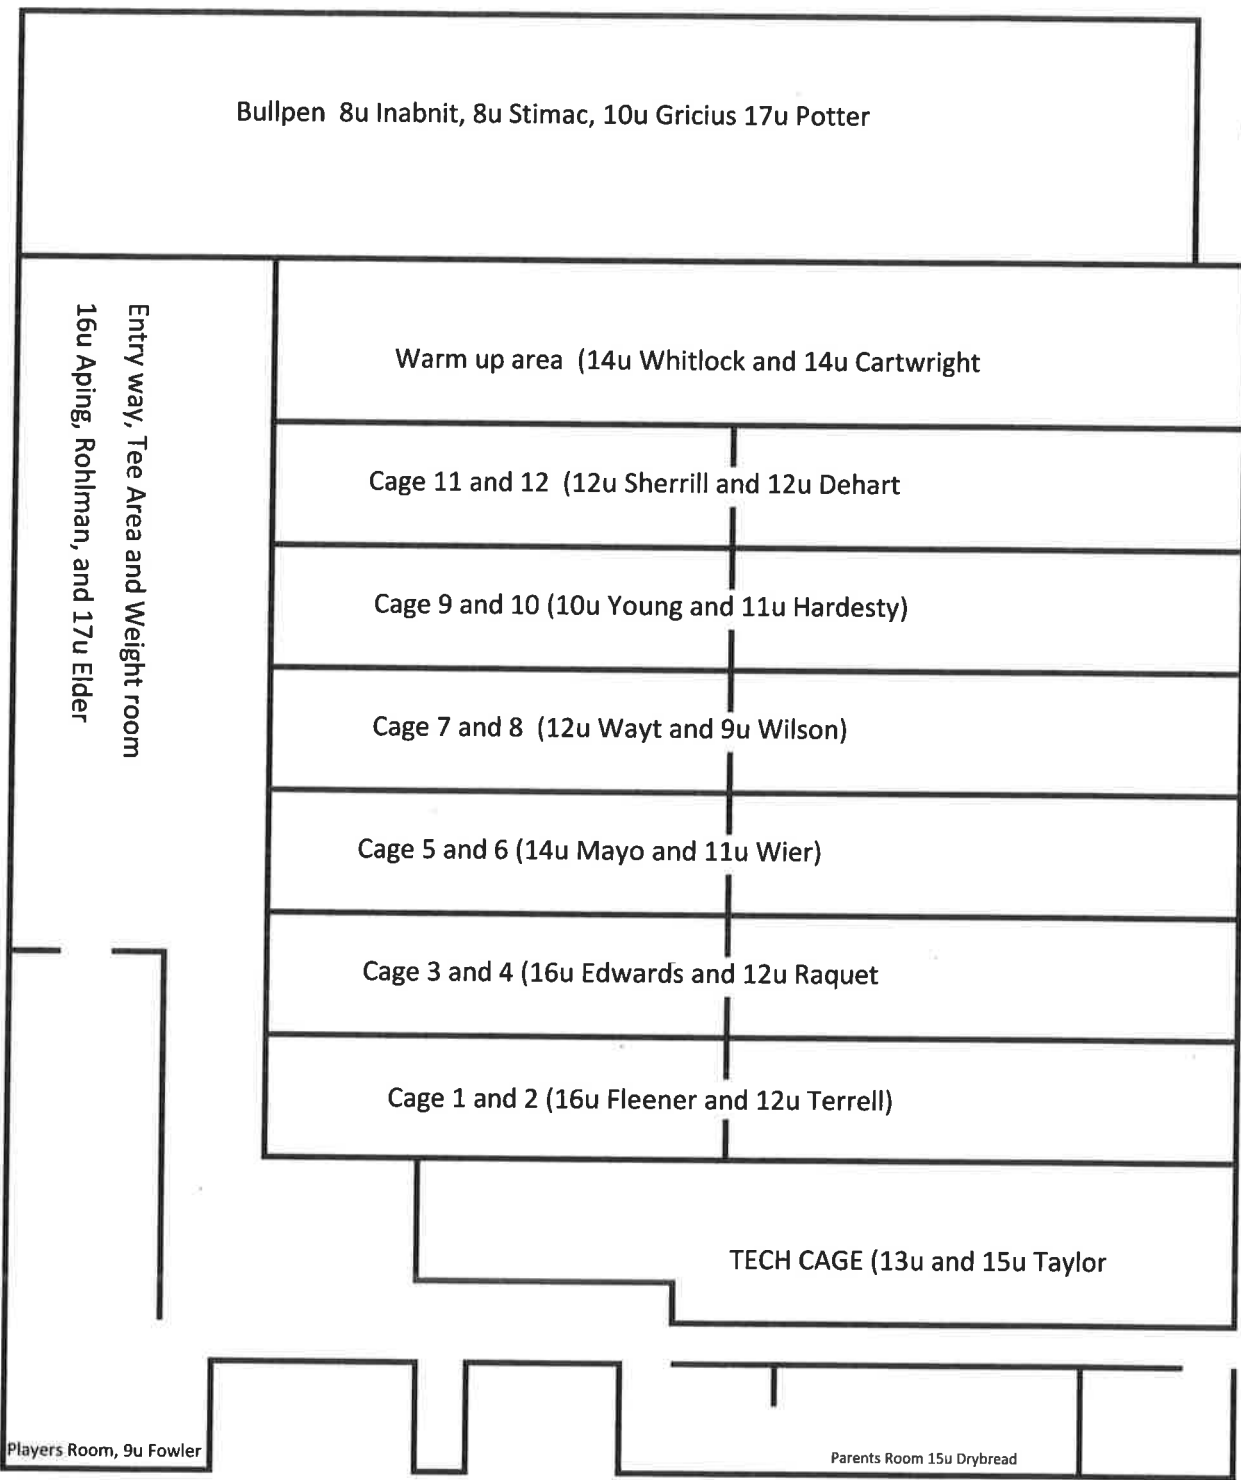 Bullpen  8u Inabnit, 8u Stimac, 10u Gricius 17u Potter
Entry way, Tee Area and Weight room
16u Aping, Rohlman, and 17u Elder
Warm up area  (14u Whitlock and 14u Cartwright
Cage 11 and 12  (12u Sherrill and 12u Dehart
Cage 9 and 10 (10u Young and 11u Hardesty)
Cage 7 and 8  (12u Wayt and 9u Wilson)
Cage 5 and 6 (14u Mayo and 11u Wier)
Cage 3 and 4 (16u Edwards and 12u Raquet
Cage 1 and 2 (16u Fleener and 12u Terrell)
TECH CAGE (13u and 15u Taylor
Players Room, 9u Fowler
Parents Room 15u Drybread